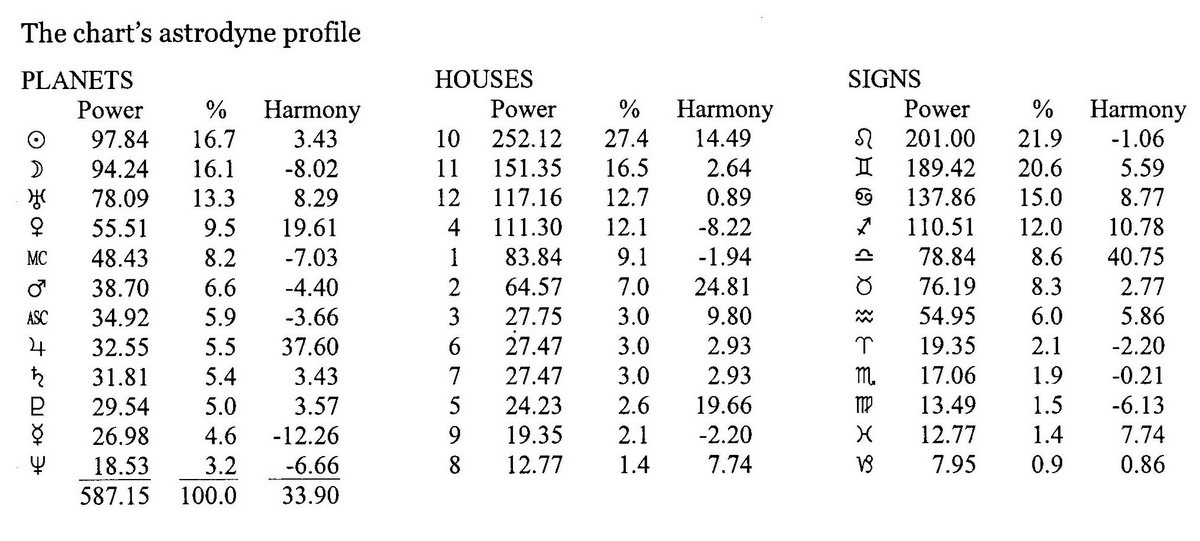 The chart's astrodyne profile
PLANETS HOUSES SIGNS
Power % Harmony Power % Harmony Power % Harmony
☉ 97.84 16.7 3.43 10 252.12 27.4 14.49 ♌ 201.00 21.9 -1.06
☽ 94.24 16.1 -8.02 11 151.35 16.5 2.64 ♊ 189.42 20.6 5.59
♅ 78.09 13.3 8.29 12 117.16 12.7 0.89 ♋ 137.86 15.0 8.77
♀ 55.51 9.5 19.61 4 111.30 12.1 -8.22 ♐ 110.51 12.0 10.78
MC 48.43 8.2 -7.03 1 83.84 9.1 -1.94 ♎ 78.84 8.6 40.75
♂ 38.70 6.6 -4.40 2 64.57 7.0 24.81 ♉ 76.19 8.3 2.77
ASC 34.92 5.9 -3.66 3 27.75 3.0 9.80 ♒ 54.95 6.0 5.86
♃ 32.55 5.5 37.60 6 27.47 3.0 2.93 ♈ 19.35 2.1 -2.20
♄ 31.81 5.4 3.43 7 27.47 3.0 2.93 ♏ 17.06 1.9 -0.21
♇ 29.54 5.0 3.57 5 24.23 2.6 19.66 ♍ 13.49 1.5 -6.13
☿ 26.98 4.6 -12.26 9 19.35 2.1 -2.20 ♓ 12.77 1.4 7.74
♆ 18.53 3.2 -6.66 8 12.77 1.4 7.74 ♑ 7.95 0.9 0.86
587.15 100.0 33.90